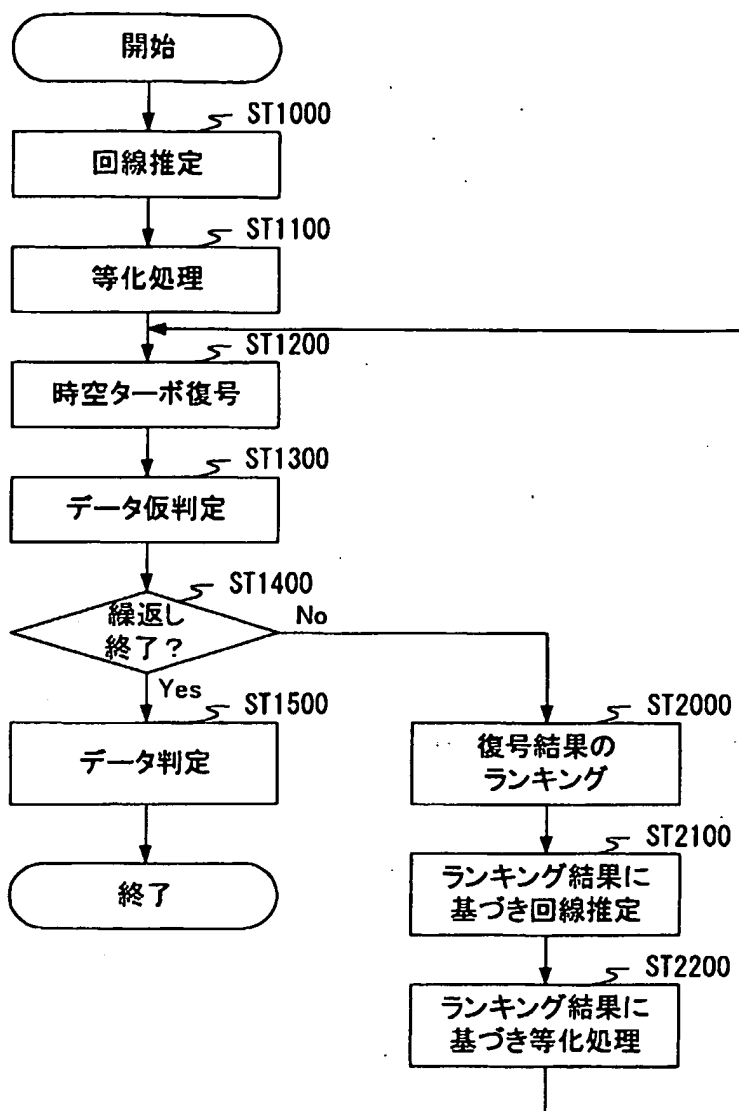 開始
ST1000
回線推定
ST1100
等化処理
ST1200
時空ターボ復号
ST1300
データ仮判定
ST1400
繰返し
終了?
No
Yes
ST1500
データ判定
終了
ST2000
復号結果の
ランキング
ST2100
ランキング結果に
基づき回線推定
ST2200
ランキング結果に
基づき等化処理